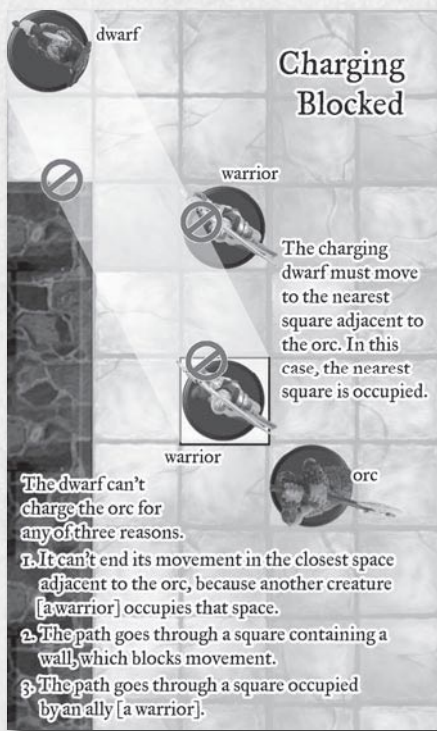 dwarf
Charging
Blocked
warrior
The charging
dwarf must move
to the nearest
square adjacent to
the orc. In this
case, the nearest
square is occupied.
warrior
orc
The dwarf can't
charge the orc for
any of three reasons.
1. It can't end its movement in the closest space
adjacent to the orc, because another creature
[a warrior] occupies that space.
2. The path goes through a square containing a
wall, which blocks movement.
3. The path goes through a square occupied
by an ally [a warrior].